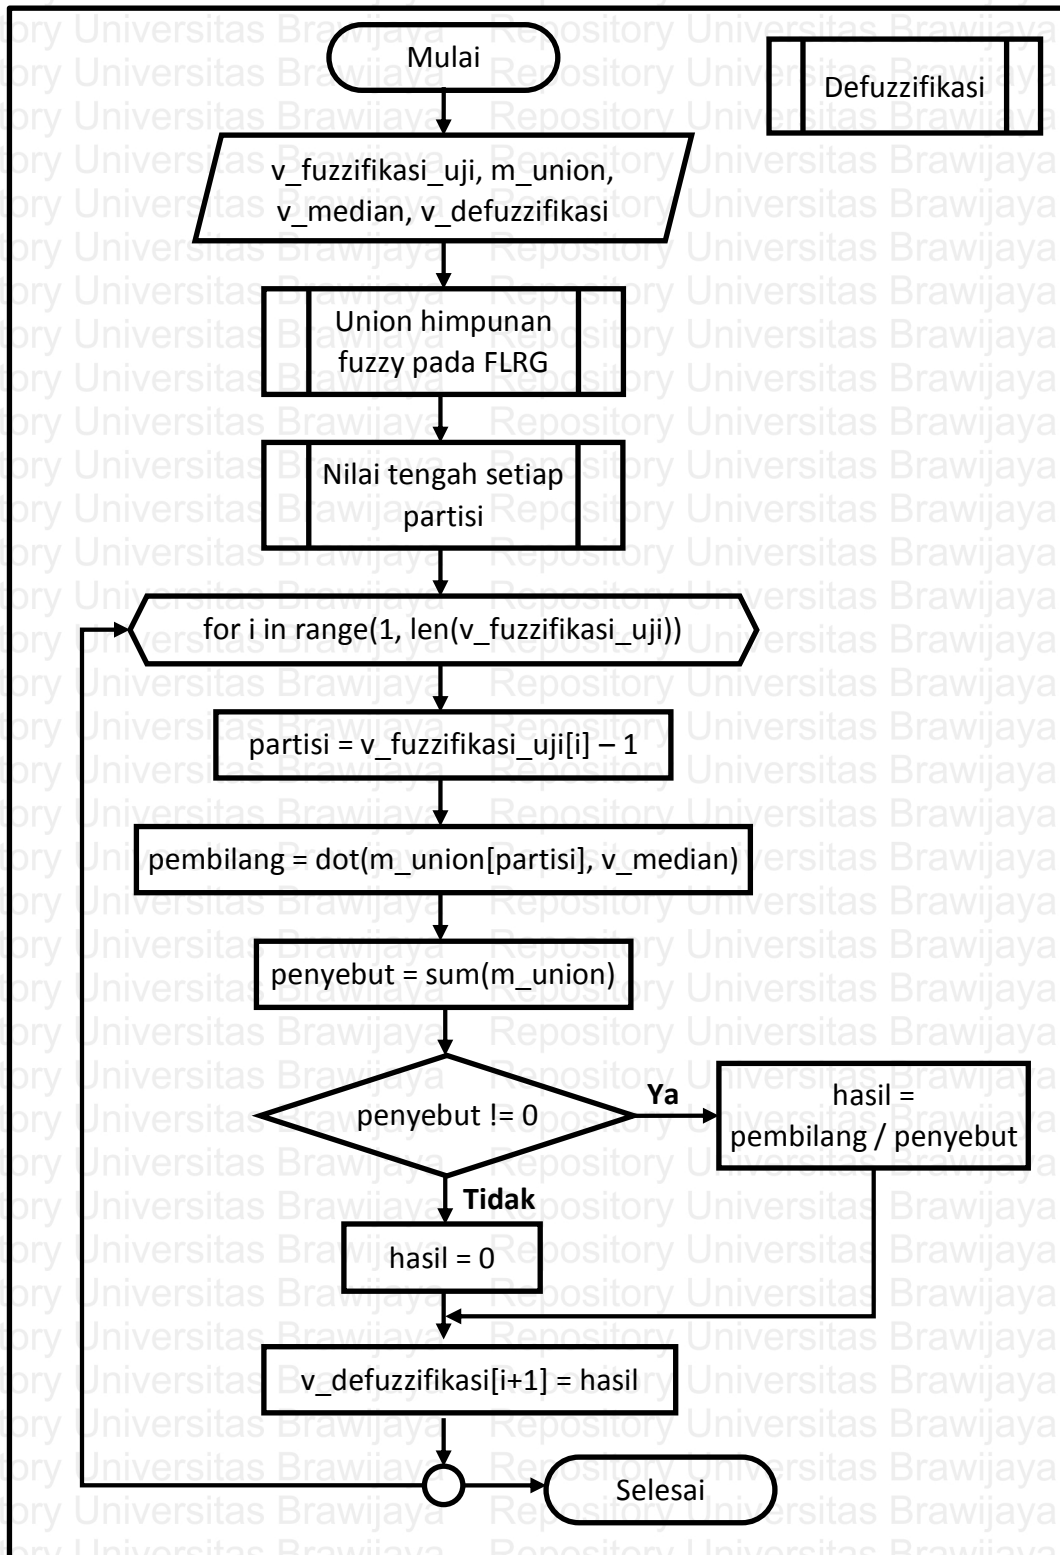 Mulai
Defuzzifikasi
v_fuzzifikasi_uji, m_union,
v_median, v_defuzzifikasi
Union himpunan
fuzzy pada FLRG
Nilai tengah setiap
partisi
for i in range(1, len(v_fuzzifikasi_uji))
partisi = v_fuzzifikasi_uji[i] – 1
pembilang = dot(m_union[partisi], v_median)
penyebut = sum(m_union)
penyebut != 0
Ya
hasil =
pembilang / penyebut
Tidak
hasil = 0
v_defuzzifikasi[i+1] = hasil
Selesai